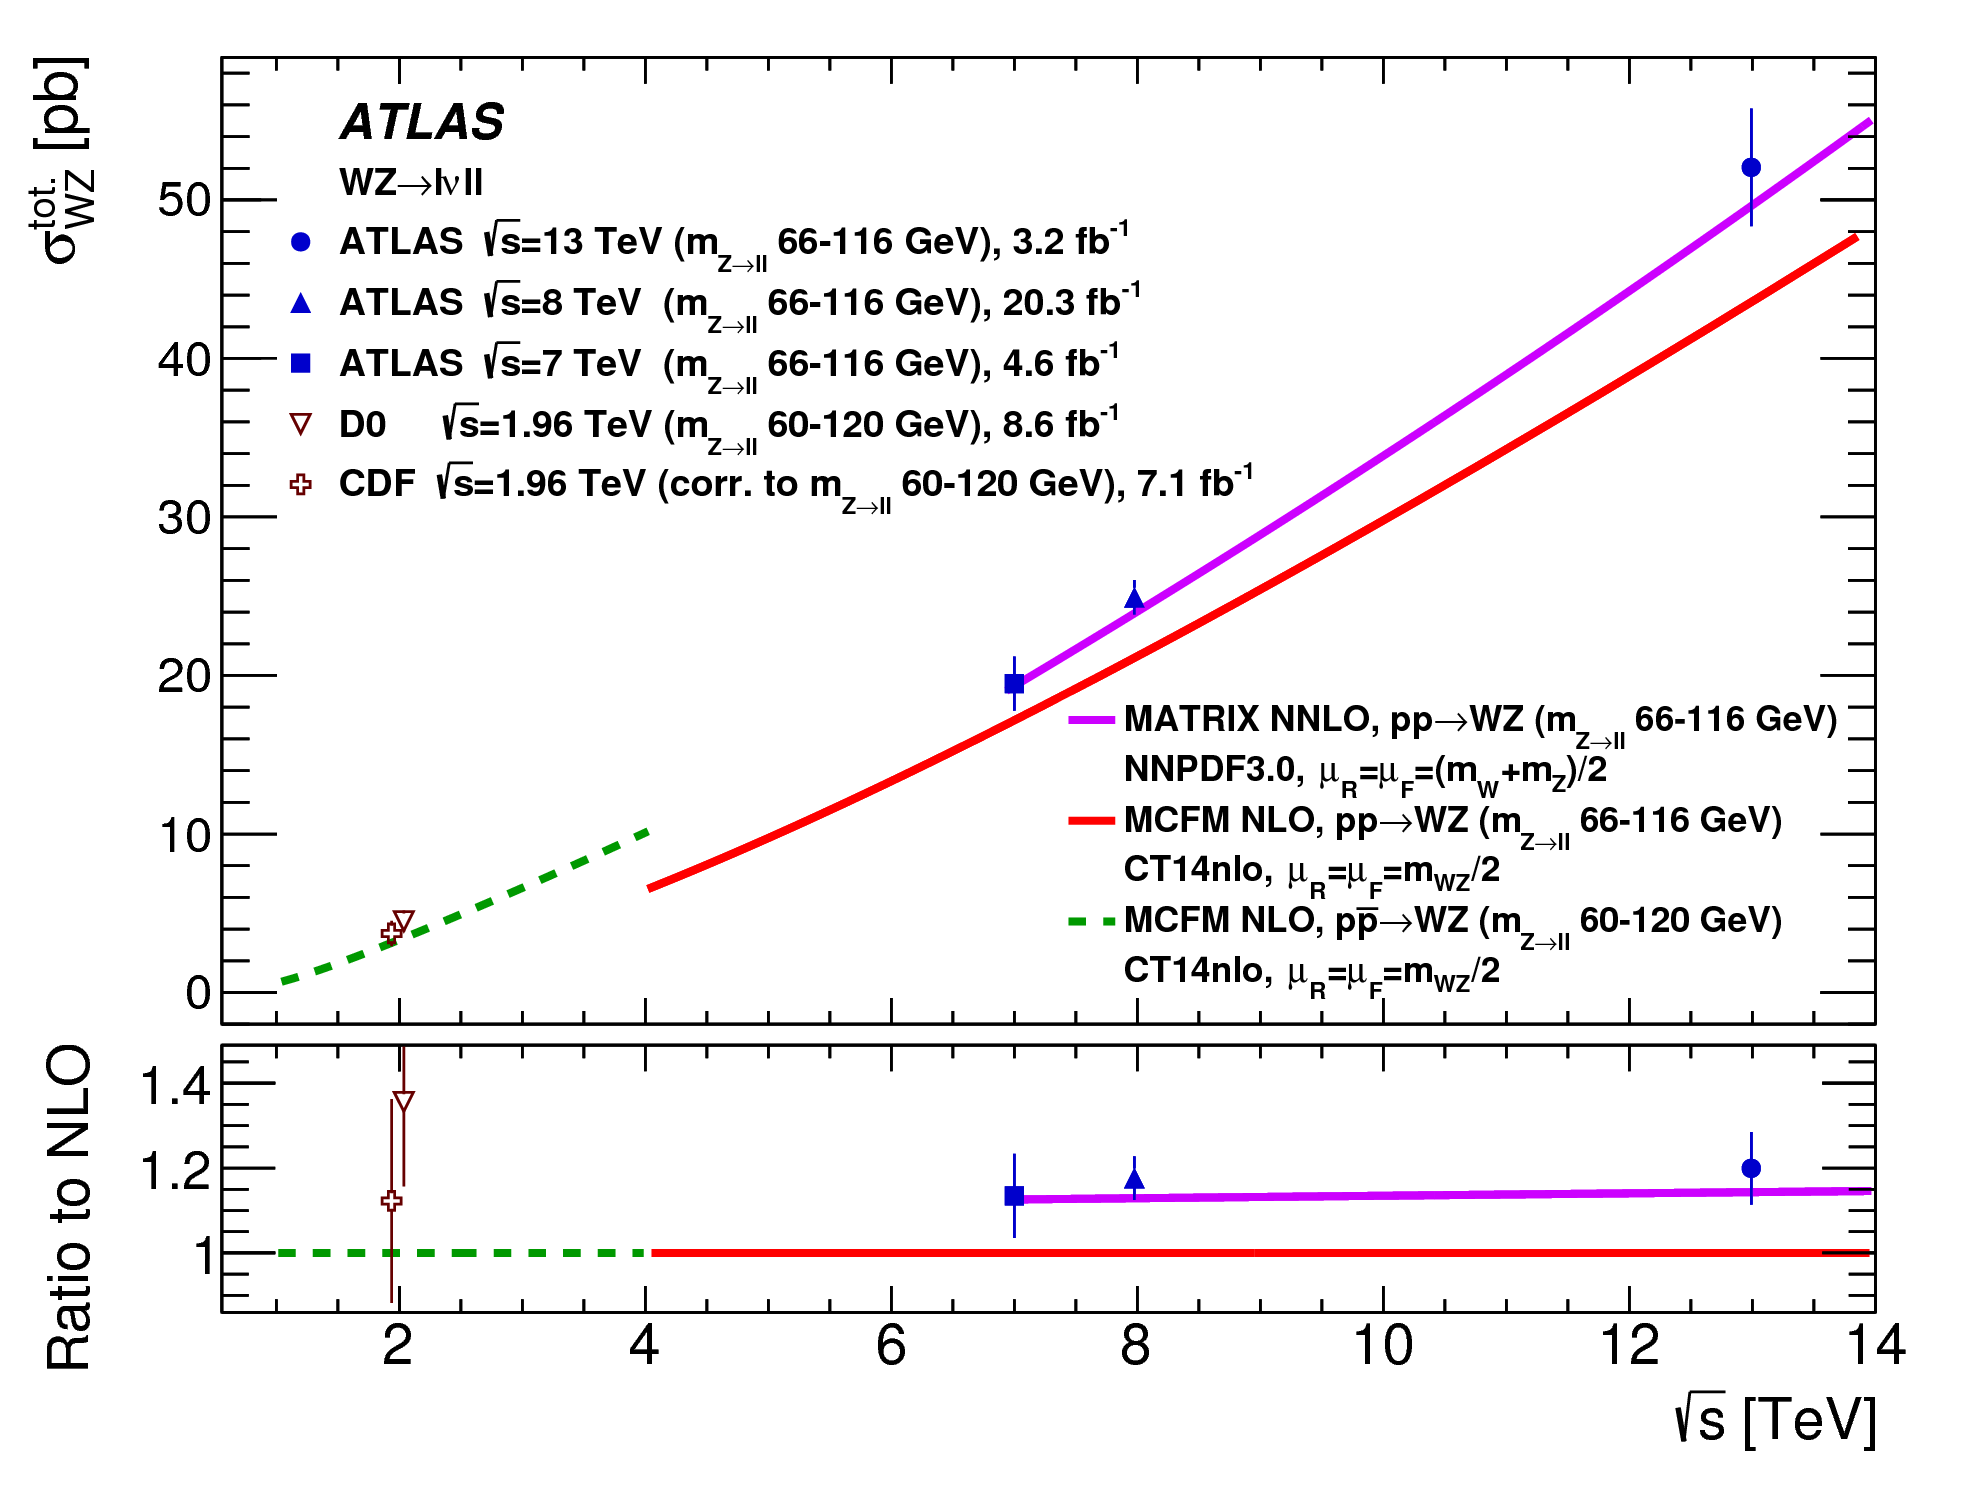 σ^tot._WZ [pb]
50
40
30
20
10
0
ATLAS
WZ→lνll
ATLAS √s=13 TeV (m_Z→ll 66-116 GeV), 3.2 fb^-1
ATLAS √s=8 TeV (m_Z→ll 66-116 GeV), 20.3 fb^-1
ATLAS √s=7 TeV (m_Z→ll 66-116 GeV), 4.6 fb^-1
D0 √s=1.96 TeV (m_Z→ll 60-120 GeV), 8.6 fb^-1
CDF √s=1.96 TeV (corr. to m_Z→ll 60-120 GeV), 7.1 fb^-1
MATRIX NNLO, pp→WZ (m_Z→ll 66-116 GeV)
NNPDF3.0, μ_R=μ_F=(m_W+m_Z)/2
MCFM NLO, pp→WZ (m_Z→ll 66-116 GeV)
CT14nlo, μ_R=μ_F=m_WZ/2
MCFM NLO, pp̅→WZ (m_Z→ll 60-120 GeV)
CT14nlo, μ_R=μ_F=m_WZ/2
Ratio to NLO
1.4
1.2
1
2 4 6 8 10 12 14
√s [TeV]